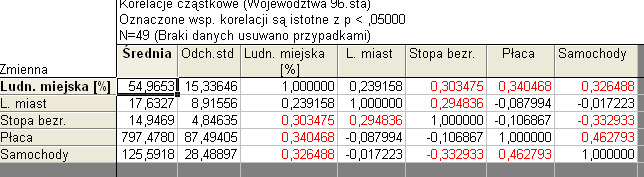 Korelacje cząstkowe (Województwa 96.sta)
Oznaczone wsp. korelacji są istotne z p < ,05000
N=49 (Braki danych usuwano przypadkami)
Zmienna Średnia Odch.std Ludn. miejska [%] L. miast Stopa bezr. Płaca Samochody
Ludn. miejska [%] 54,9653 15,33646 1,000000 0,239158 0,303475 0,340468 0,326488
L. miast 17,6327 8,91556 0,239158 1,000000 0,294836 -0,087994 -0,017223
Stopa bezr. 14,9469 4,84635 0,303475 0,294836 1,000000 -0,106867 -0,332933
Płaca 797,4780 87,49405 0,340468 -0,087994 -0,106867 1,000000 0,462793
Samochody 125,5918 28,48897 0,326488 -0,017223 -0,332933 0,462793 1,000000